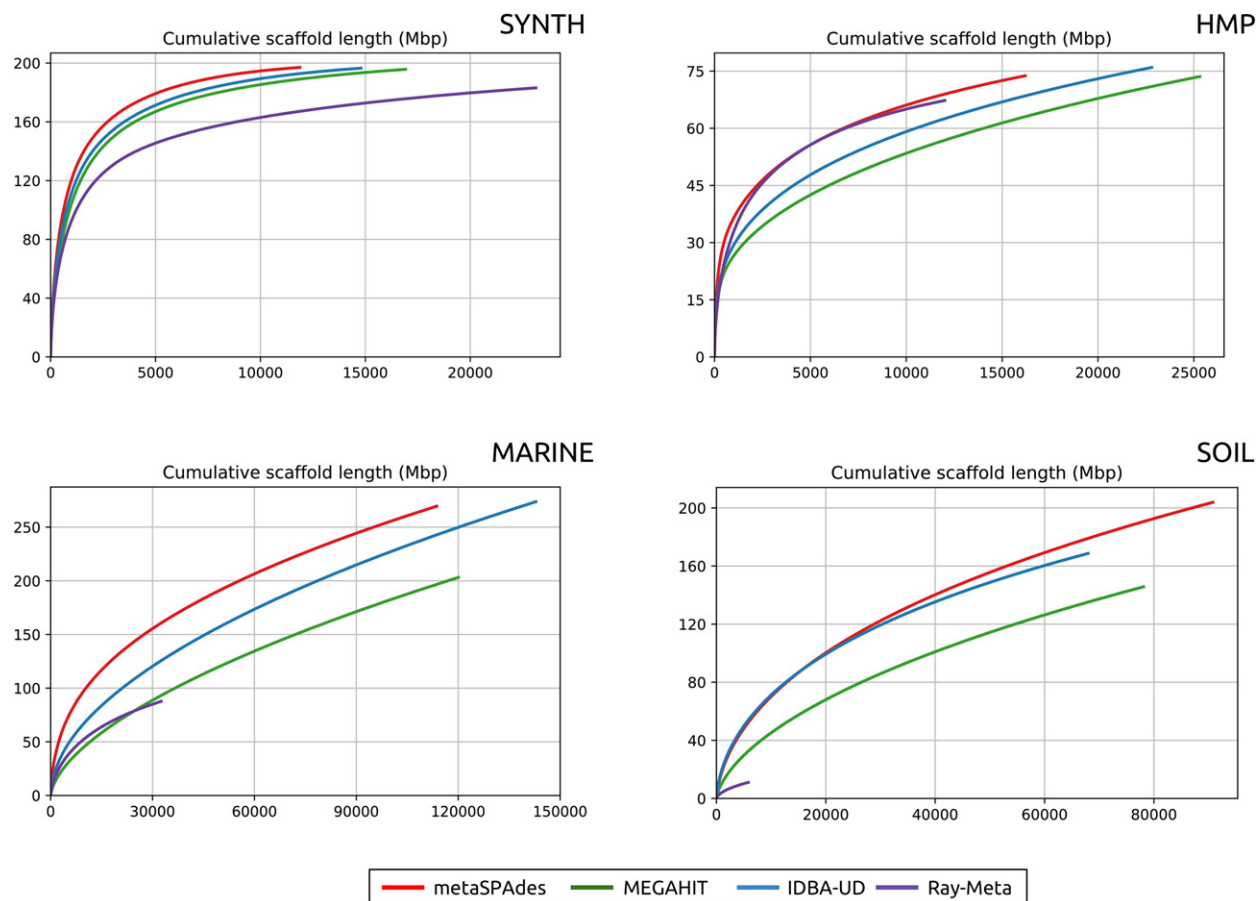 SYNTH
Cumulative scaffold length (Mbp)
200
160
120
80
40
0
0 5000 10000 15000 20000
HMP
Cumulative scaffold length (Mbp)
75
60
45
30
15
0
0 5000 10000 15000 20000 25000
MARINE
Cumulative scaffold length (Mbp)
250
200
150
100
50
0
0 30000 60000 90000 120000 150000
SOIL
Cumulative scaffold length (Mbp)
200
160
120
80
40
0
0 20000 40000 60000 80000
metaSPAdes MEGAHIT IDBA-UD Ray-Meta